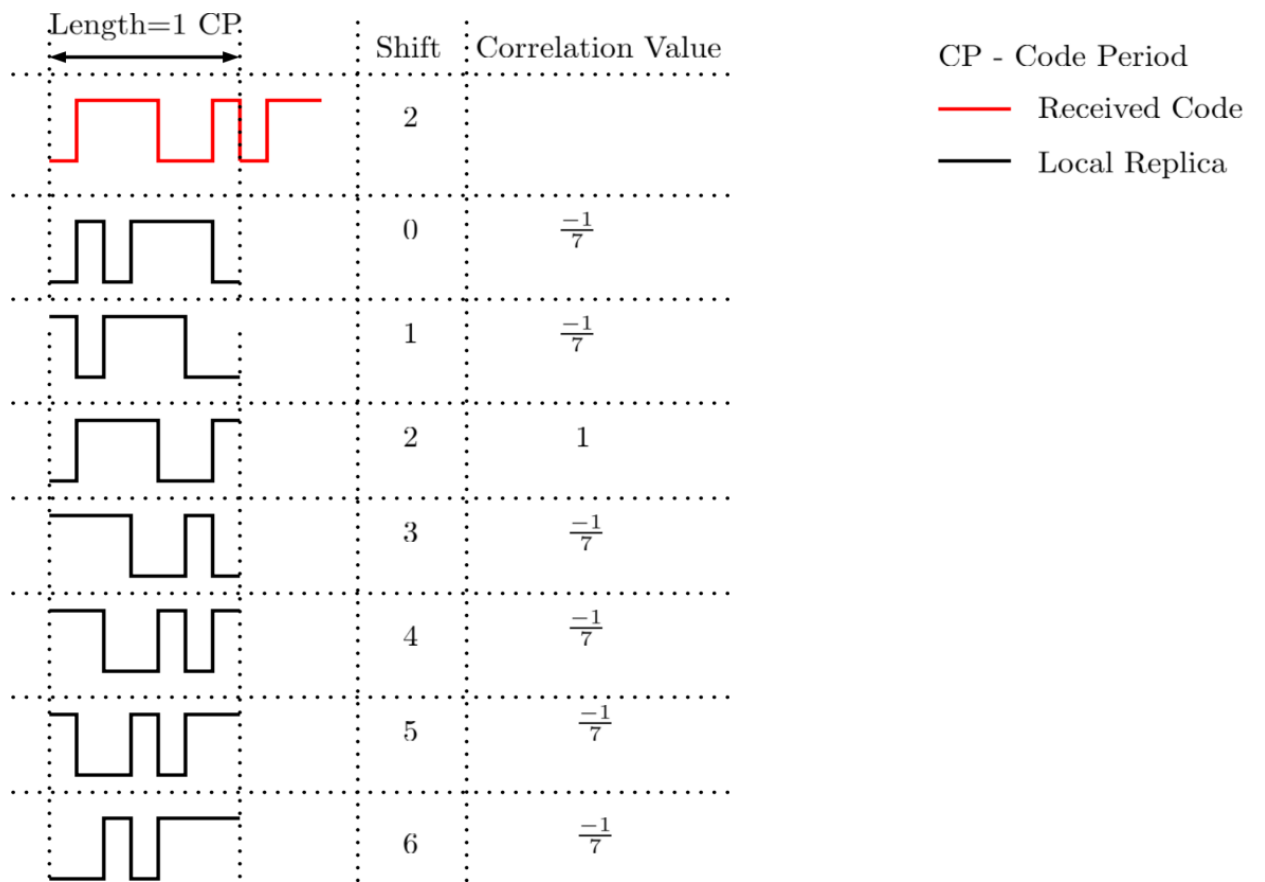 Length=1 CP
Shift
Correlation Value
2
0
-1/7
1
-1/7
2
1
3
-1/7
4
-1/7
5
-1/7
6
-1/7
CP - Code Period
Received Code
Local Replica